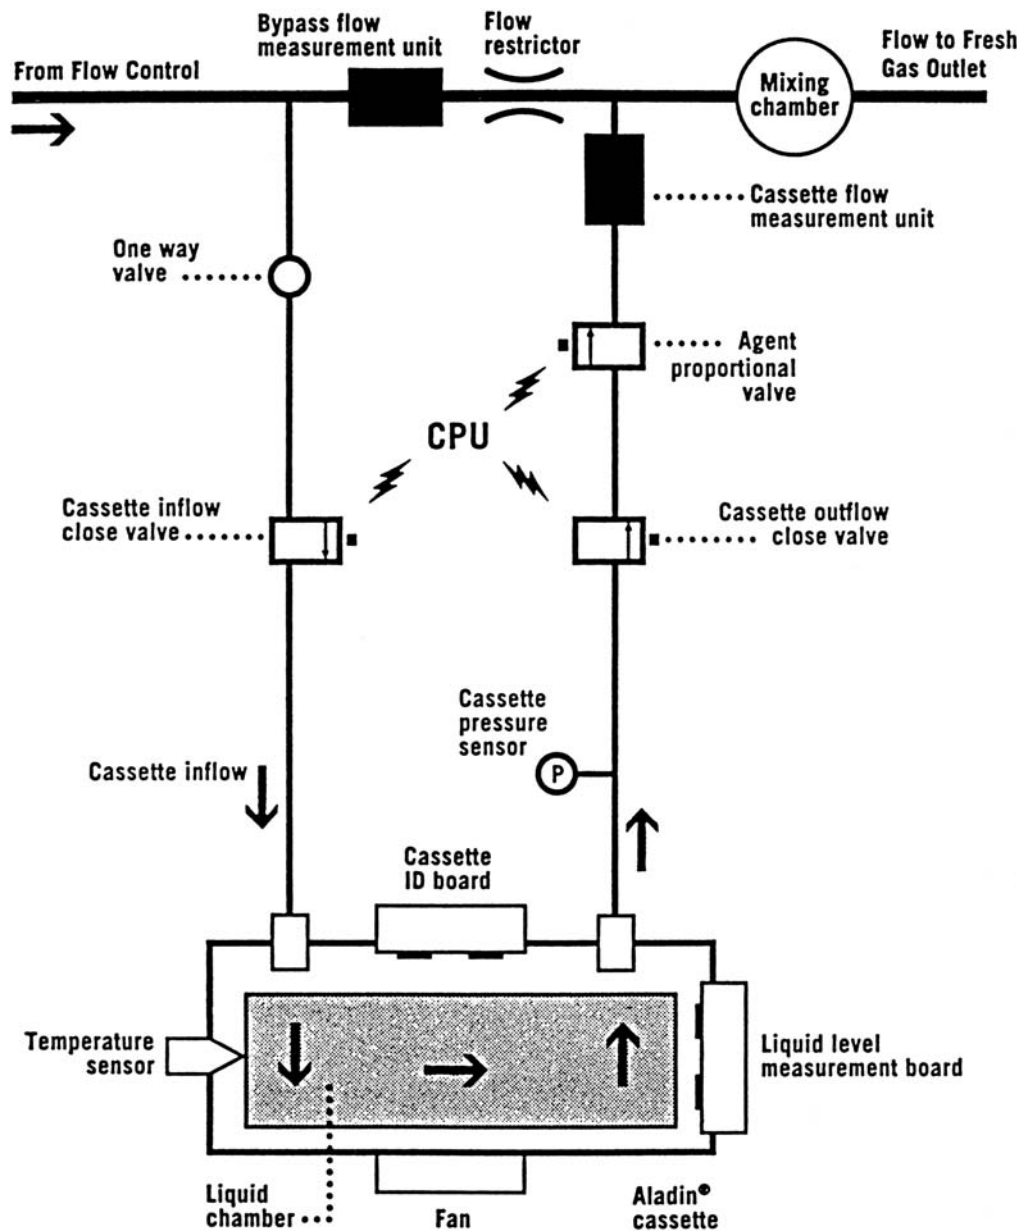 Bypass flow
measurement unit
Flow
restrictor
Flow to Fresh
Gas Outlet
From Flow Control
Mixing
chamber
Cassette flow
measurement unit
One way
valve
Agent
proportional
valve
CPU
Cassette inflow
close valve
Cassette outflow
close valve
Cassette
pressure
sensor
P
Cassette inflow
Cassette
ID board
Temperature
sensor
Liquid level
measurement board
Liquid
chamber
Fan
Aladin®
cassette